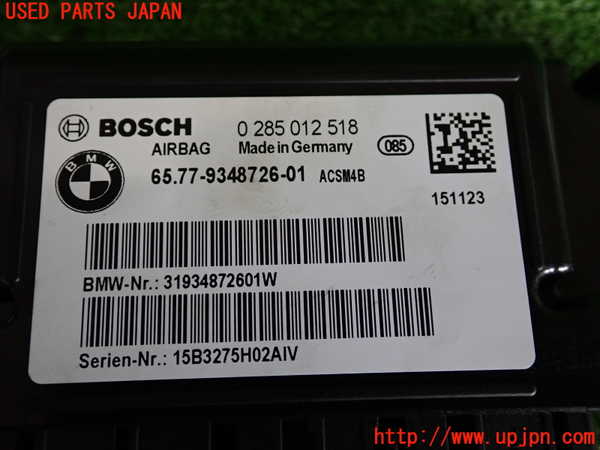 USED PARTS JAPAN
BOSCH 0 285 012 518
AIRBAG Made in Germany 085
BMW 65.77-9348726-01 ACSM4B
151123
BMW-Nr.: 31934872601W
Serien-Nr.: 15B3275H02AIV
http://www.upjpn.com/